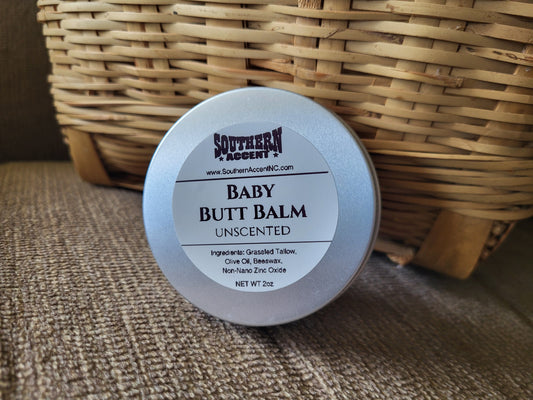 SOUTHERN
ACCENT
www.SouthernAccentNC.com
BABY
BUTT BALM
UNSCENTED
Ingredients: Grassfed Tallow,
Olive Oil, Beeswax,
Non-Nano Zinc Oxide
NET WT 2oz